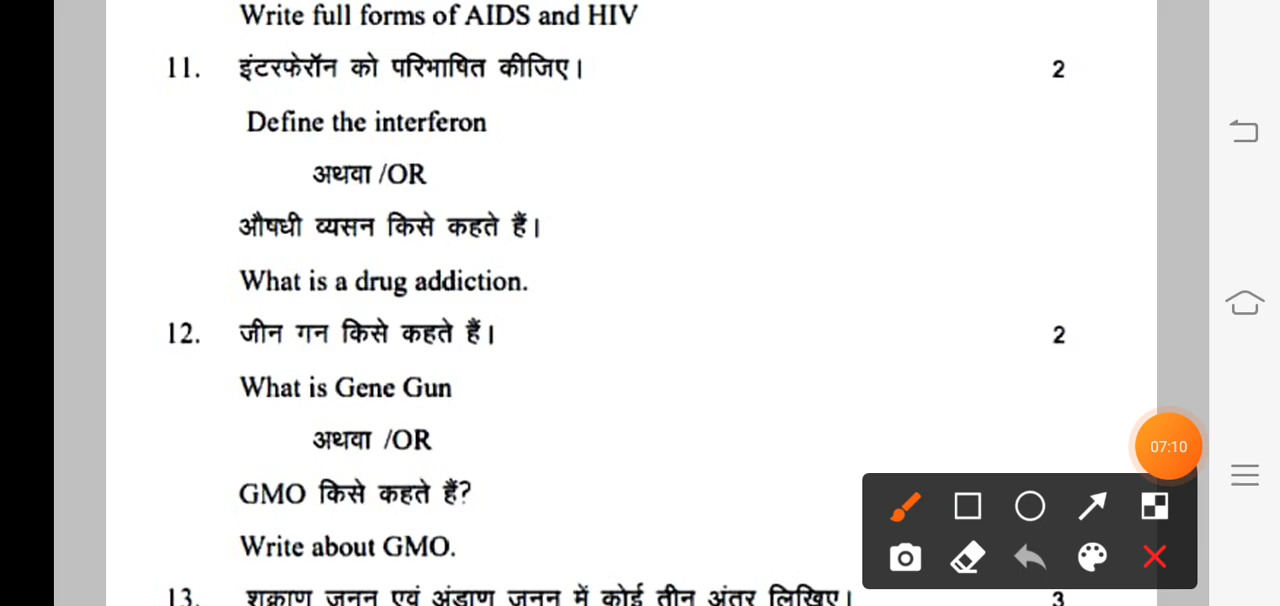 Write full forms of AIDS and HIV
11. इंटरफेरॉन को परिभाषित कीजिए। 2
Define the interferon
अथवा /OR
औषधी व्यसन किसे कहते हैं।
What is a drug addiction.
12. जीन गन किसे कहते हैं। 2
What is Gene Gun
अथवा /OR
07:10
GMO किसे कहते हैं?
Write about GMO.
13. शुक्राणु जनन एवं अंडाणु जनन में कोई तीन अंतर लिखिए। 3